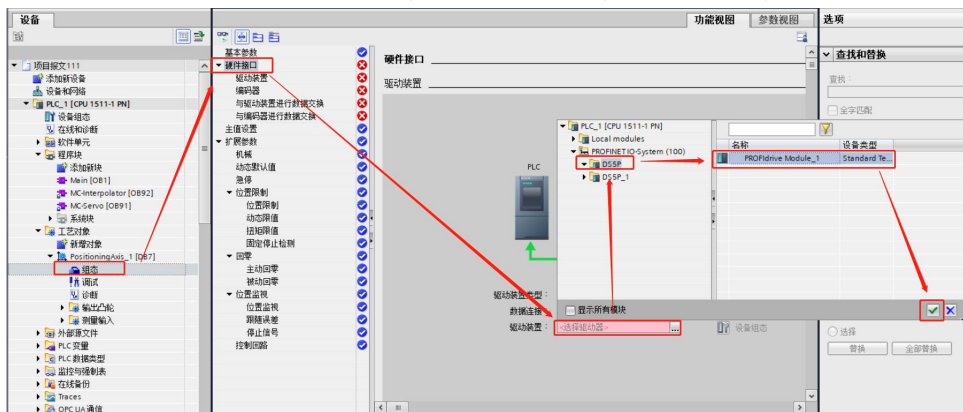 设备
功能视图
参数视图
选项
基本参数
硬件接口
驱动装置
编码器
与驱动装置进行数据交换
与编码器进行数据交换
主值设置
扩展参数
机械
动态默认值
急停
位置限制
位置限制
动态限值
扭矩限值
固定停止检测
回零
主动回零
被动回零
位置监视
位置监视
跟随误差
停止信号
控制回路
项目报文111
添加新设备
设备和网络
PLC_1 [CPU 1511-1 PN]
设备组态
在线和诊断
软件单元
程序块
添加新块
Main [OB1]
MC-Interpolator [OB92]
MC-Servo [OB91]
系统块
工艺对象
新增对象
PositioningAxis_1 [DB7]
组态
调试
诊断
输出凸轮
测量输入
外部源文件
PLC 变量
PLC 数据类型
监控与强制表
在线备份
Traces
OPC UA 通信
硬件接口
驱动装置
PLC
驱动装置类型：
数据连接
驱动装置：
<选择驱动器>
...
设备组态
PLC_1 [CPU 1511-1 PN]
Local modules
PROFINET IO-System (100)
DS5P
DS5P_1
名称
设备类型
PROFIdrive Module_1
Standard Te...
显示所有模块
查找和替换
查找：
全字匹配
选择
替换
全部替换